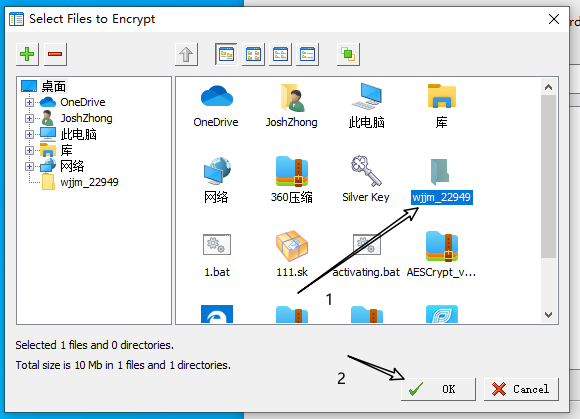 Select Files to Encrypt
桌面
OneDrive
JoshZhong
此电脑
库
网络
wjjm_22949
OneDrive
JoshZhong
此电脑
库
网络
360压缩
Silver Key
wjjm_22949
1.bat
111.sk
activating.bat
AESCrypt_v...
1
Selected 1 files and 0 directories.
Total size is 10 Mb in 1 files and 1 directories.
2
OK
Cancel